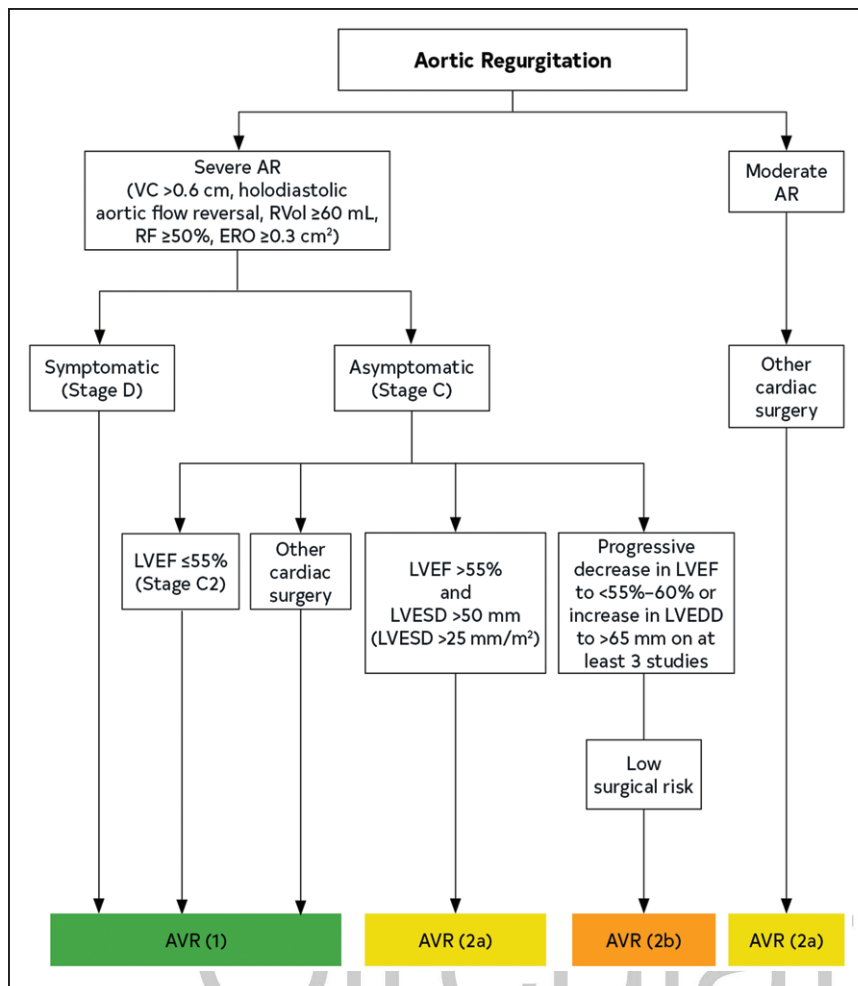 Aortic Regurgitation
Severe AR
(VC >0.6 cm, holodiastolic
aortic flow reversal, RVol ≥60 mL,
RF ≥50%, ERO ≥0.3 cm²)
Moderate
AR
Symptomatic
(Stage D)
Asymptomatic
(Stage C)
Other
cardiac
surgery
LVEF ≤55%
(Stage C2)
Other
cardiac
surgery
LVEF >55%
and
LVESD >50 mm
(LVESD >25 mm/m²)
Progressive
decrease in LVEF
to <55%–60% or
increase in LVEDD
to >65 mm on at
least 3 studies
Low
surgical risk
AVR (1)
AVR (2a)
AVR (2b)
AVR (2a)